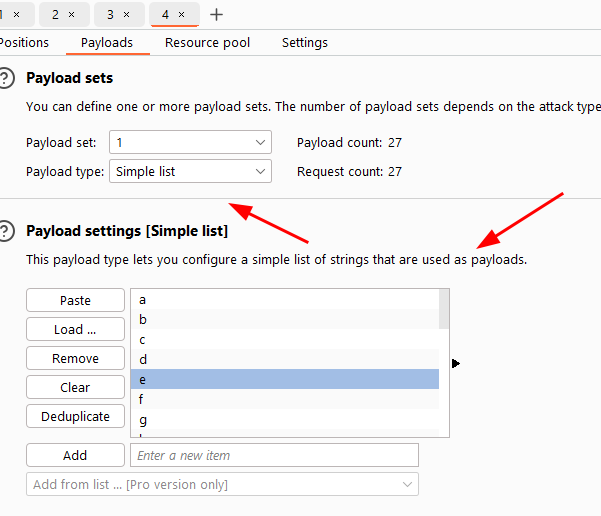 1 × 2 × 3 × 4 × +
Positions Payloads Resource pool Settings
? Payload sets
You can define one or more payload sets. The number of payload sets depends on the attack type
Payload set: 1 Payload count: 27
Payload type: Simple list Request count: 27
? Payload settings [Simple list]
This payload type lets you configure a simple list of strings that are used as payloads.
Paste
Load ...
Remove
Clear
Deduplicate
a
b
c
d
e
f
g
Add Enter a new item
Add from list ... [Pro version only]